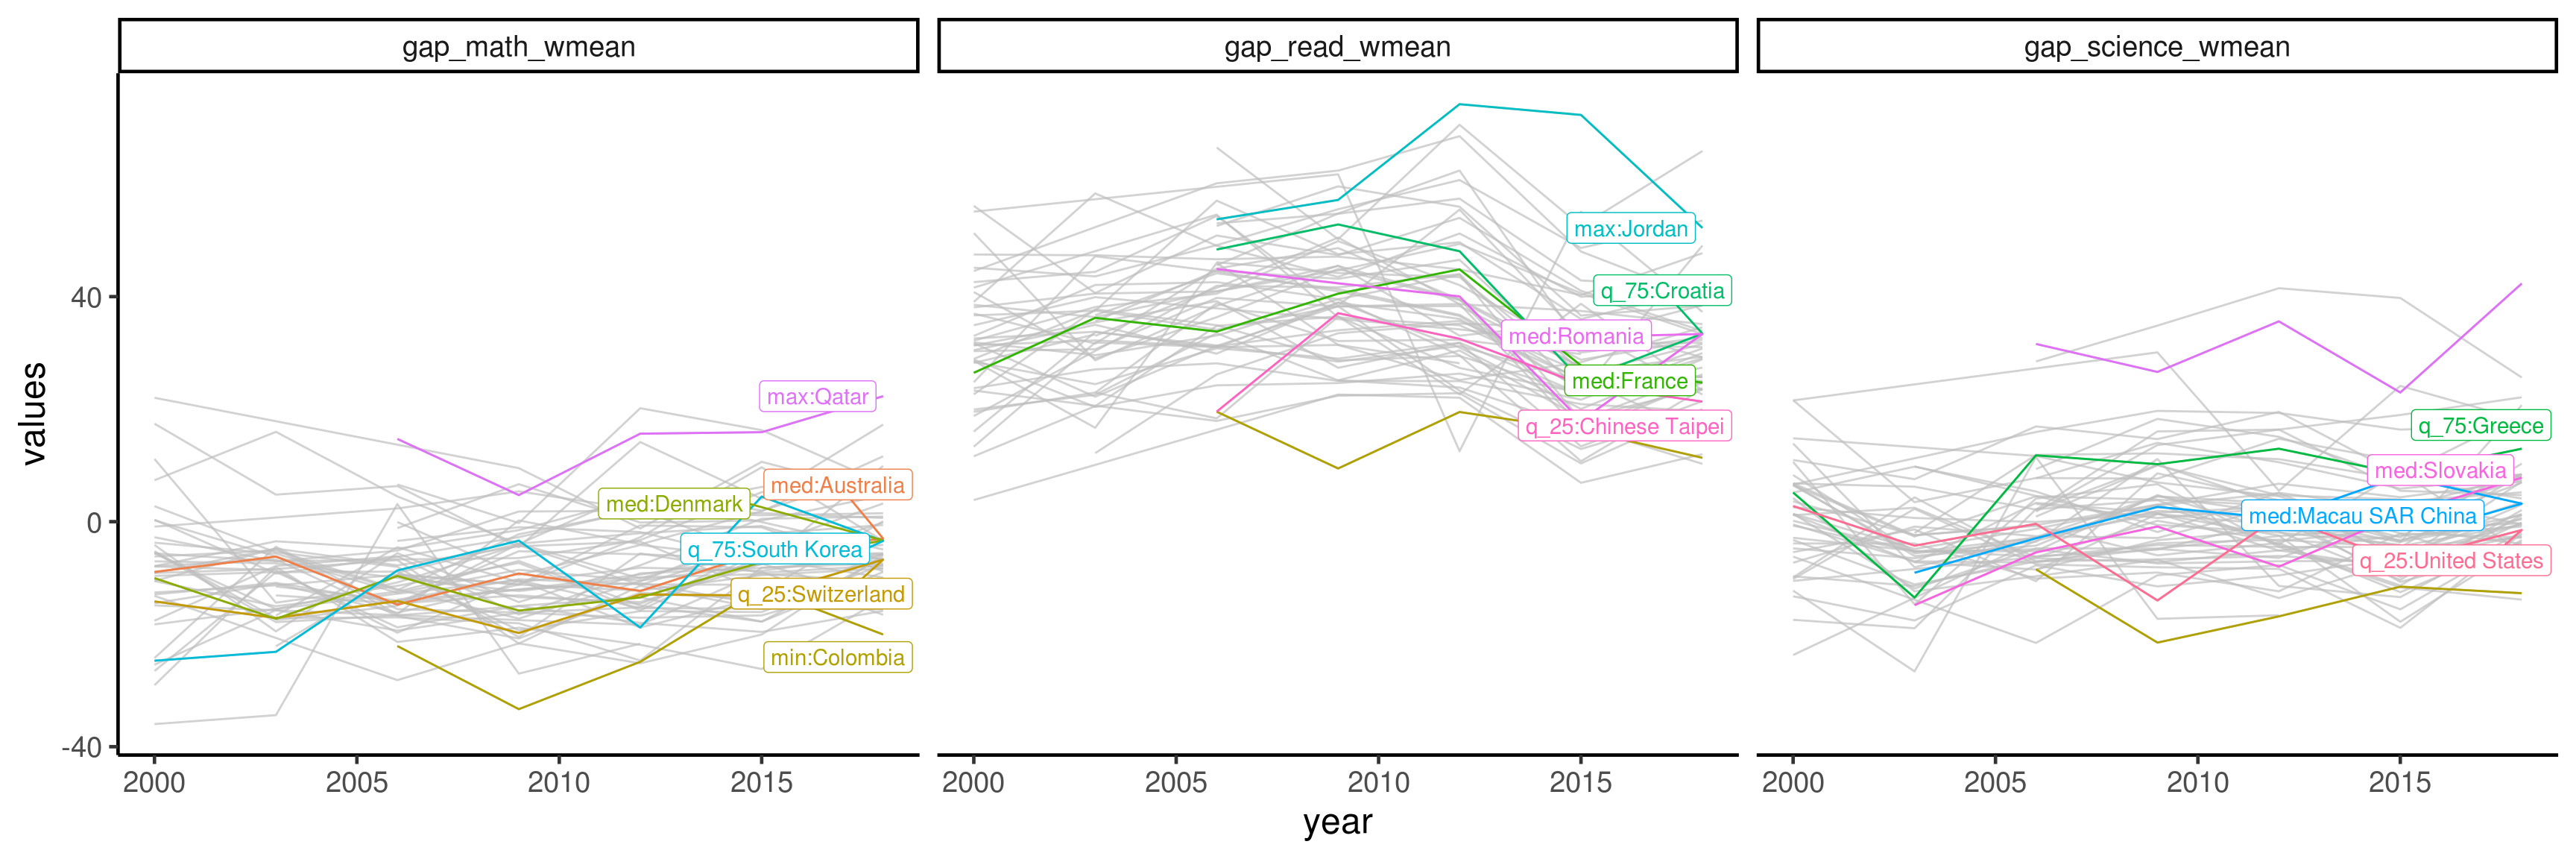 gap_math_wmean
gap_read_wmean
gap_science_wmean
values
40
0
-40
max:Qatar
med:Australia
med:Denmark
q_75:South Korea
q_25:Switzerland
min:Colombia
max:Jordan
q_75:Croatia
med:Romania
med:France
q_25:Chinese Taipei
q_75:Greece
med:Slovakia
med:Macau SAR China
q_25:United States
2000 2005 2010 2015
2000 2005 2010 2015
2000 2005 2010 2015
year